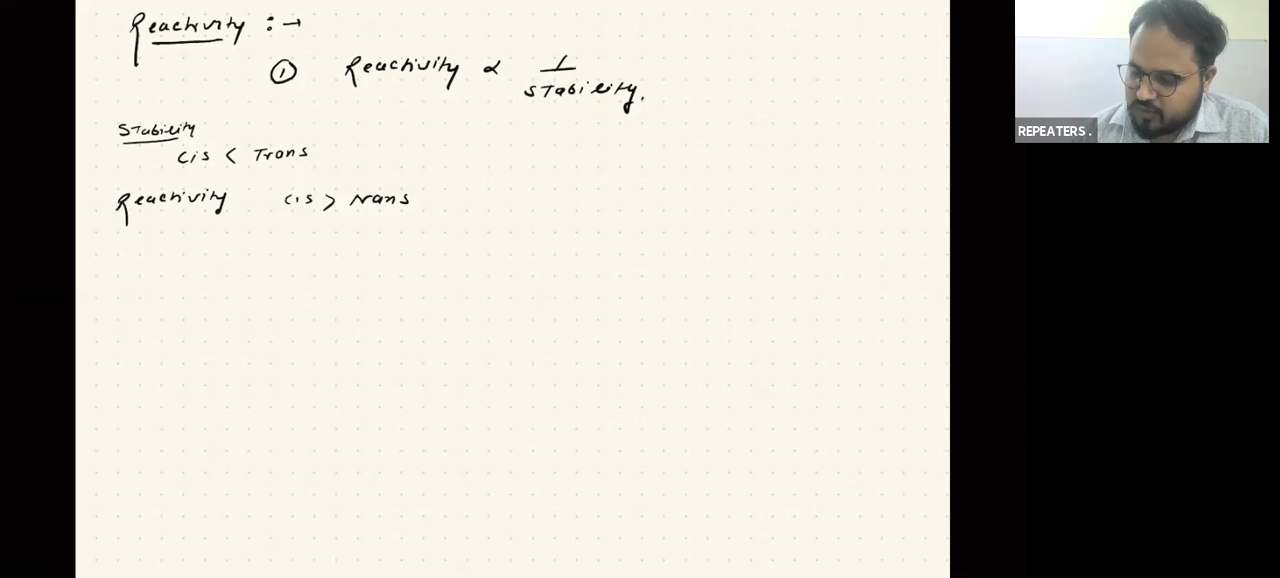 Reactivity :→
① Reactivity ∝ 1/stability.
Stability
cis < Trans
Reactivity cis > trans
REPEATERS .